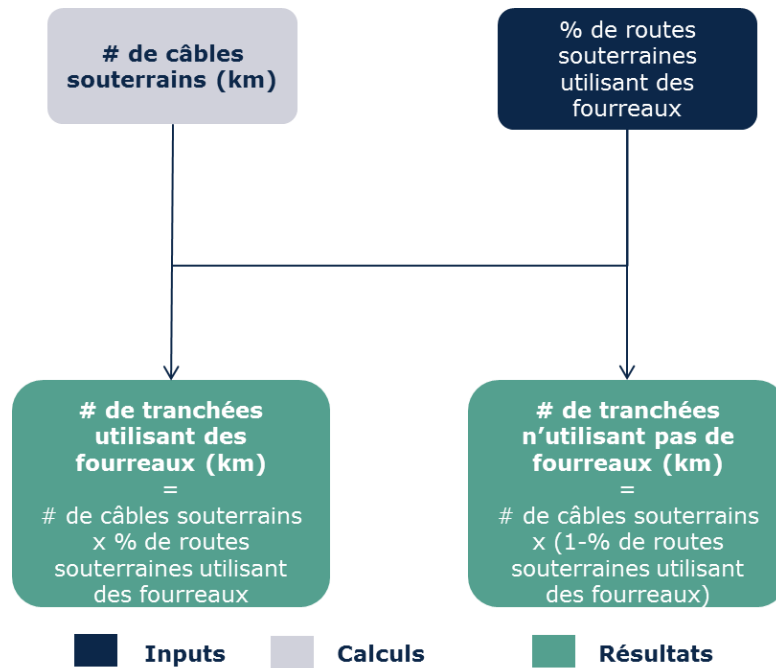 # de câbles
souterrains (km)
% de routes
souterraines
utilisant des
fourreaux
# de tranchées
utilisant des
fourreaux (km)
=
# de câbles souterrains
x % de routes
souterraines utilisant
des fourreaux
# de tranchées
n’utilisant pas de
fourreaux (km)
=
# de câbles souterrains
x (1-% de routes
souterraines utilisant
des fourreaux)
Inputs
Calculs
Résultats